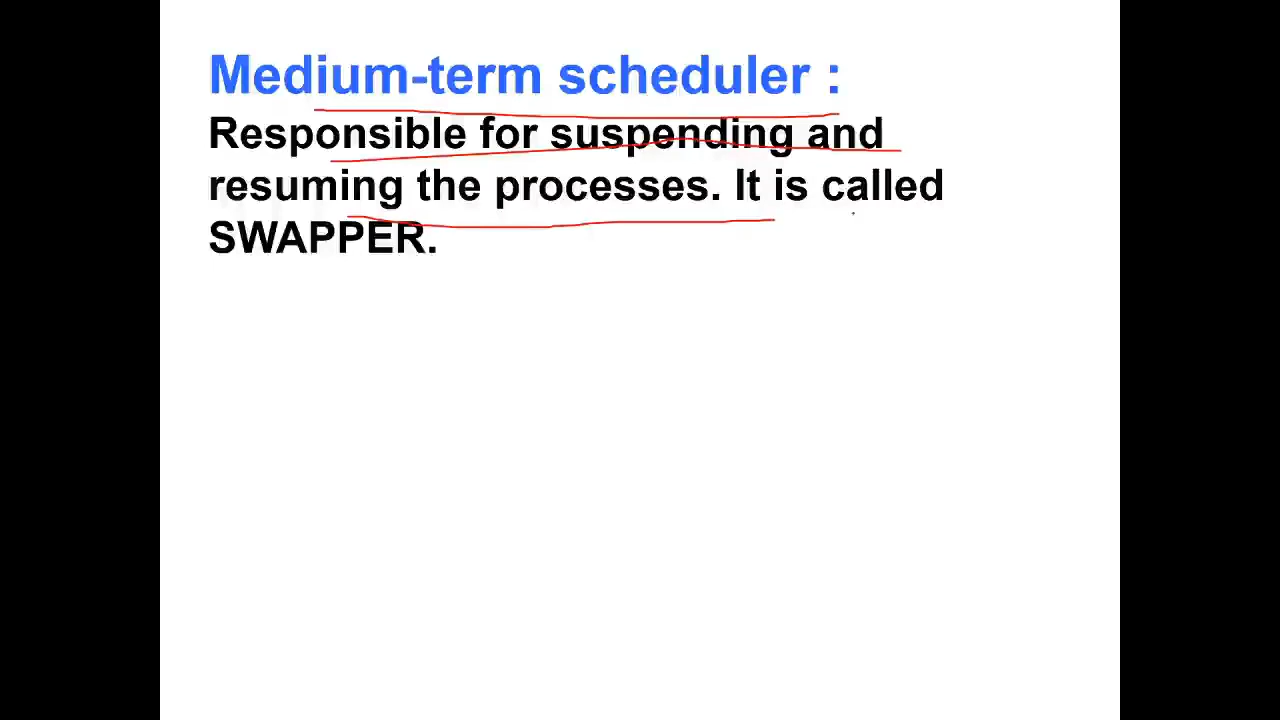 Medium-term scheduler :
Responsible for suspending and
resuming the processes. It is called
SWAPPER.